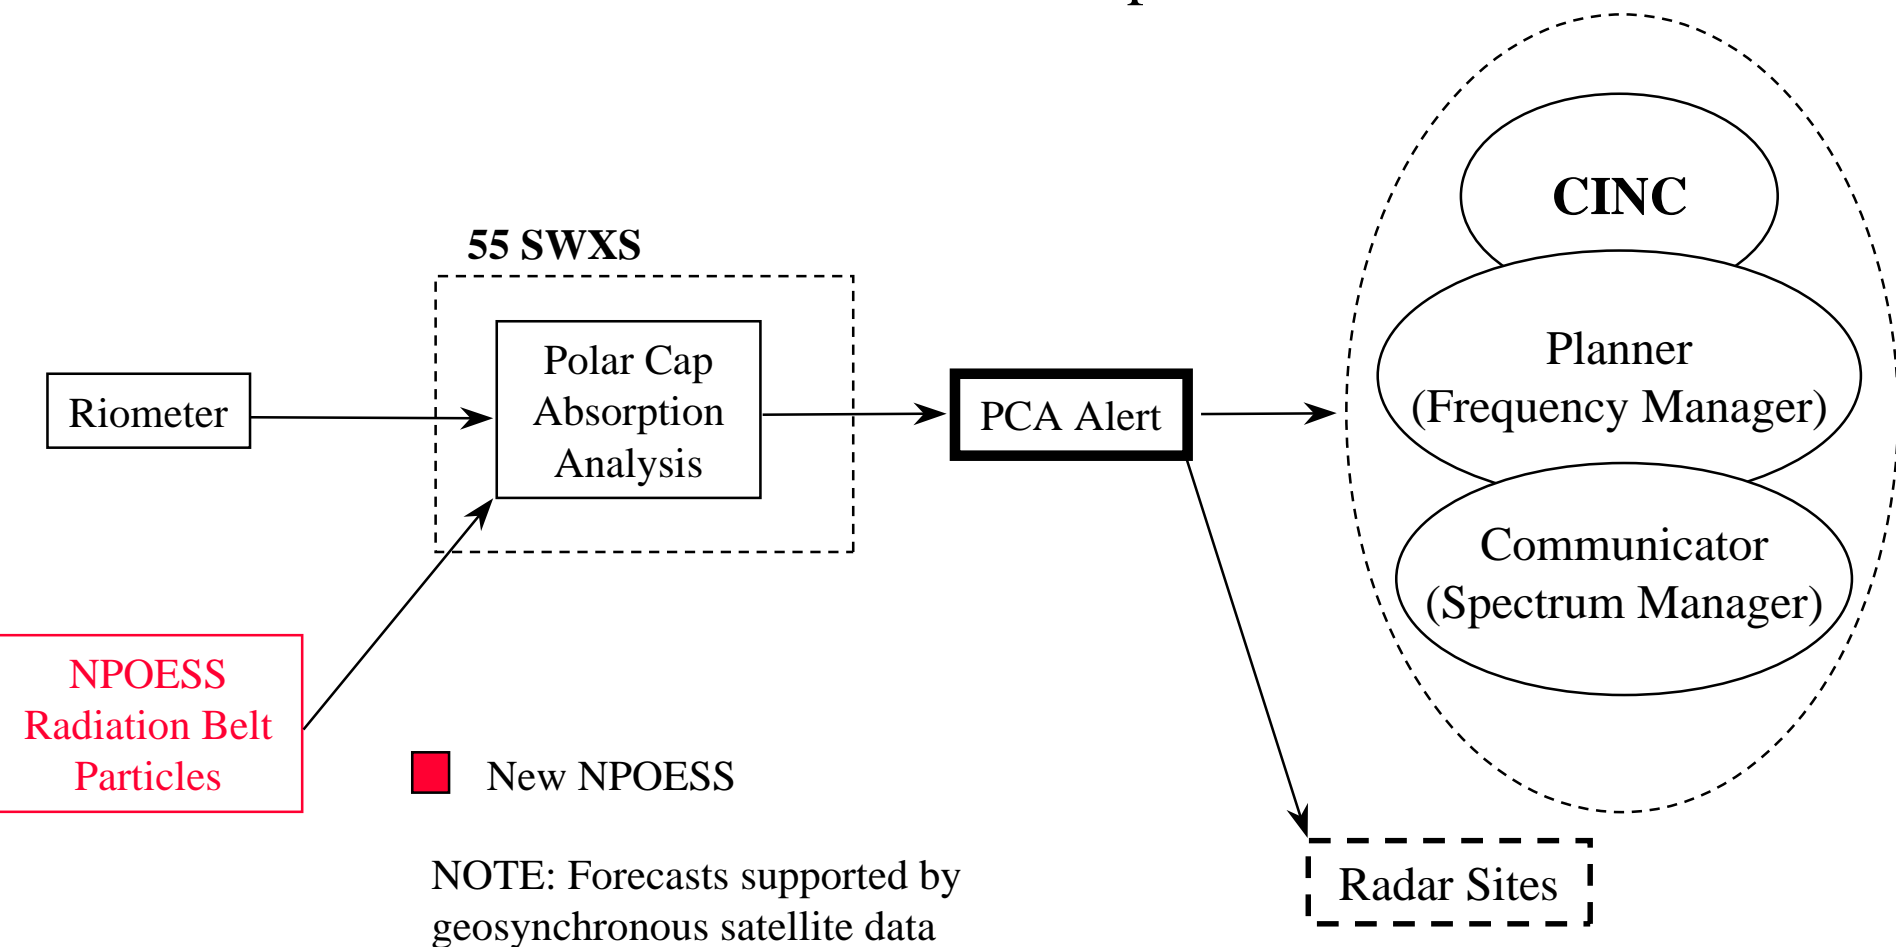 CINC
55 SWXS
Planner
(Frequency Manager)
Polar Cap
Absorption
Analysis
Riometer
PCA Alert
Communicator
(Spectrum Manager)
NPOESS
Radiation Belt
Particles
New NPOESS
NOTE: Forecasts supported by
geosynchronous satellite data
Radar Sites